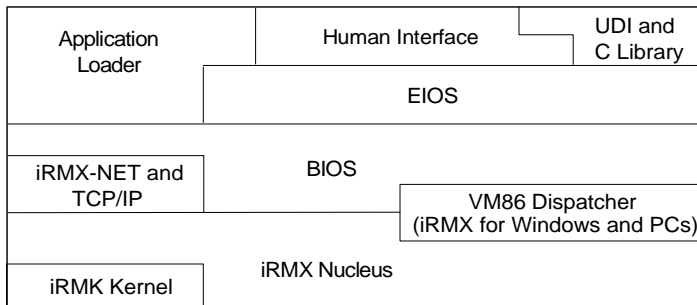 Application
Loader
Human Interface
UDI and
C Library
EIOS
iRMX-NET and
TCP/IP
BIOS
VM86 Dispatcher
(iRMX for Windows and PCs)
iRMX Nucleus
iRMK Kernel